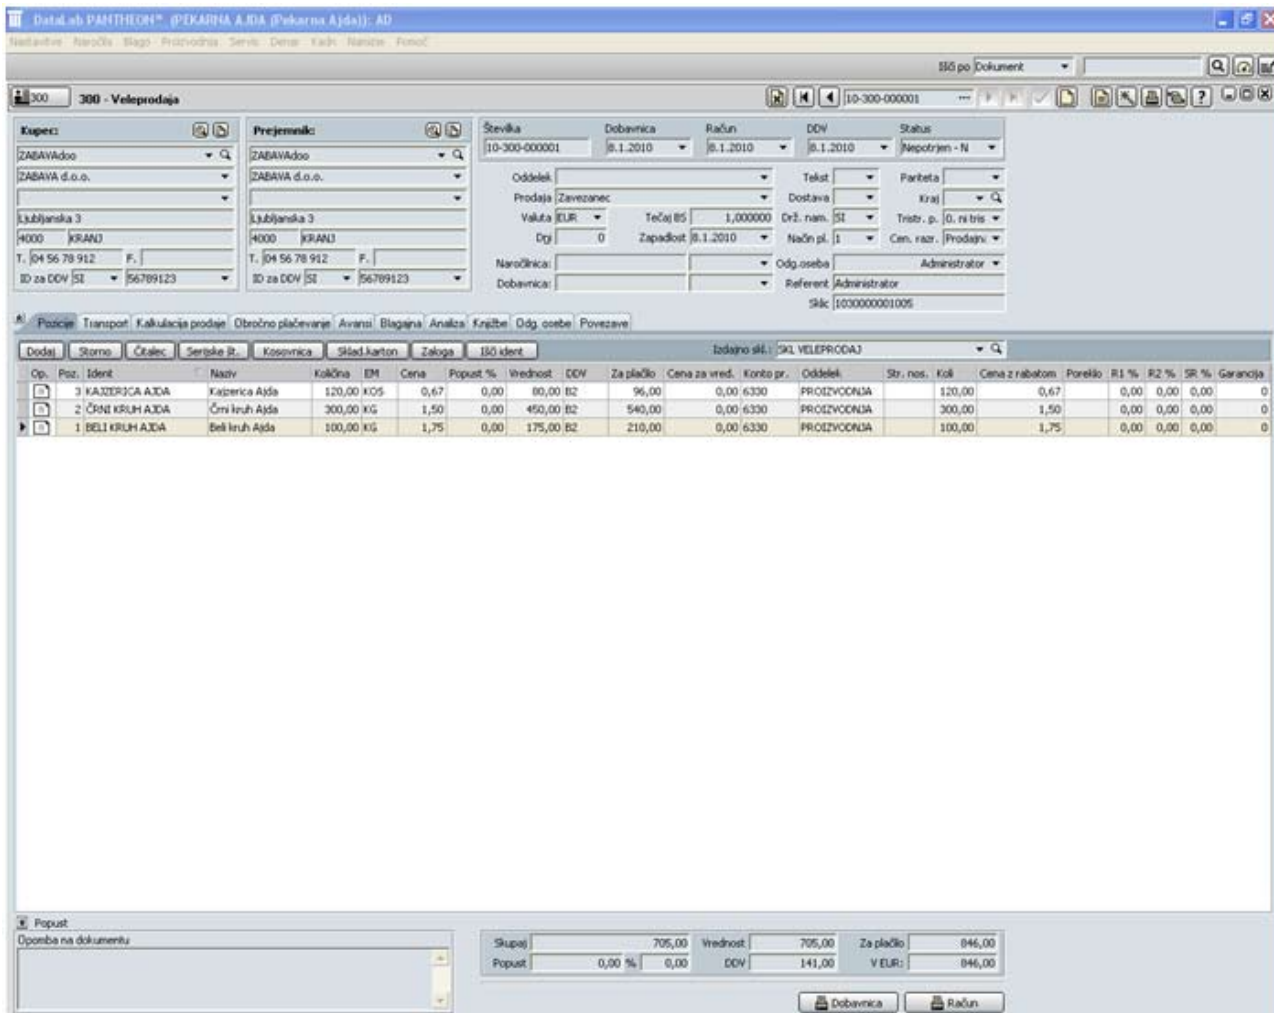 DataLab PANTHEON™ (PEKARNA AJDA (Pekarna Ajda)): AD
Nastavitve Naročila Blago Proizvodnja Servis Denar Kadri Namizje Pomoč
Išči po Dokument
300 300 - Veleprodaja 10-300-000001
Kupec: Prejemnik: Številka Dobavnica Račun DDV Status
ZABAVAdoo ZABAVAdoo 10-300-000001 8.1.2010 8.1.2010 8.1.2010 Nepotrjen - N
ZABAVA d.o.o. ZABAVA d.o.o. Oddelek Tekst Pariteta
Prodaja Zavezanec Dostava Kraj
Ljubljanska 3 Ljubljanska 3 Valuta EUR Tečaj BS 1,000000 Drž. nam. SI Tristr. p. 0. ni tris
4000 KRANJ 4000 KRANJ Dni 0 Zapadlost 8.1.2010 Način pl. 1 Cen. razr. Prodajn
T. 04 56 78 912 F. T. 04 56 78 912 F. Naročilnica: Odg.oseba Administrator
ID za DDV SI 56789123 ID za DDV SI 56789123 Dobavnica: Referent Administrator
Sklic 1030000001005
Pozicije Transport Kalkulacija prodaje Obročno plačevanje Avansi Blagajna Analiza Knjižbe Odg. osebe Povezave
Dodaj Storno Čitalec Serijske št. Kosovnica Sklad.karton Zaloga Išči ident Izdajno skl.: SKL VELEPRODAJ
Op. Poz. Ident Naziv Količina EM Cena Popust % Vrednost DDV Za plačilo Cena za vred. Konto pr. Oddelek Str. nos. Koli Cena z rabatom Poreklo R1 % R2 % SR % Garancija
3 KAJZERICA AJDA Kajzerica Ajda 120,00 KOS 0,67 0,00 80,00 B2 96,00 0,00 6330 PROIZVODNJA 120,00 0,67 0,00 0,00 0,00 0
2 ČRNI KRUH AJDA Črni kruh Ajda 300,00 KG 1,50 0,00 450,00 B2 540,00 0,00 6330 PROIZVODNJA 300,00 1,50 0,00 0,00 0,00 0
1 BELI KRUH AJDA Beli kruh Ajda 100,00 KG 1,75 0,00 175,00 B2 210,00 0,00 6330 PROIZVODNJA 100,00 1,75 0,00 0,00 0,00 0
Popust
Opomba na dokumentu
Skupaj 705,00 Vrednost 705,00 Za plačilo 846,00
Popust 0,00 % 0,00 DDV 141,00 V EUR: 846,00
Dobavnica Račun